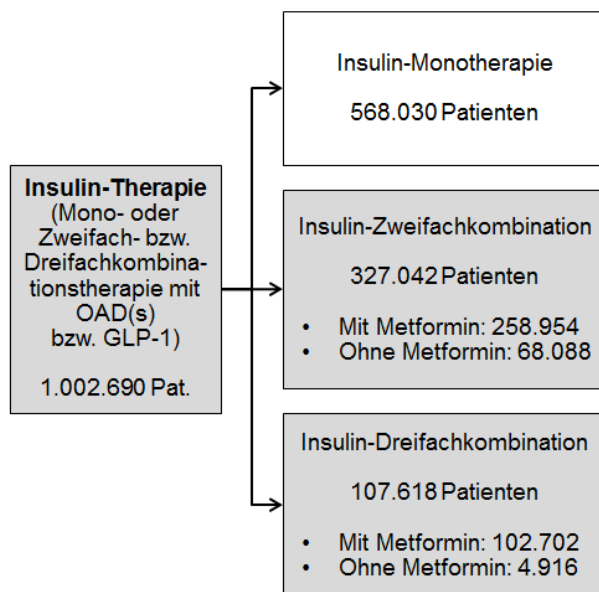 Insulin-Therapie
(Mono- oder
Zweifach- bzw.
Dreifachkombina-
tionstherapie mit
OAD(s)
bzw. GLP-1)
1.002.690 Pat.
Insulin-Monotherapie
568.030 Patienten
Insulin-Zweifachkombination
327.042 Patienten
• Mit Metformin: 258.954
• Ohne Metformin: 68.088
Insulin-Dreifachkombination
107.618 Patienten
• Mit Metformin: 102.702
• Ohne Metformin: 4.916